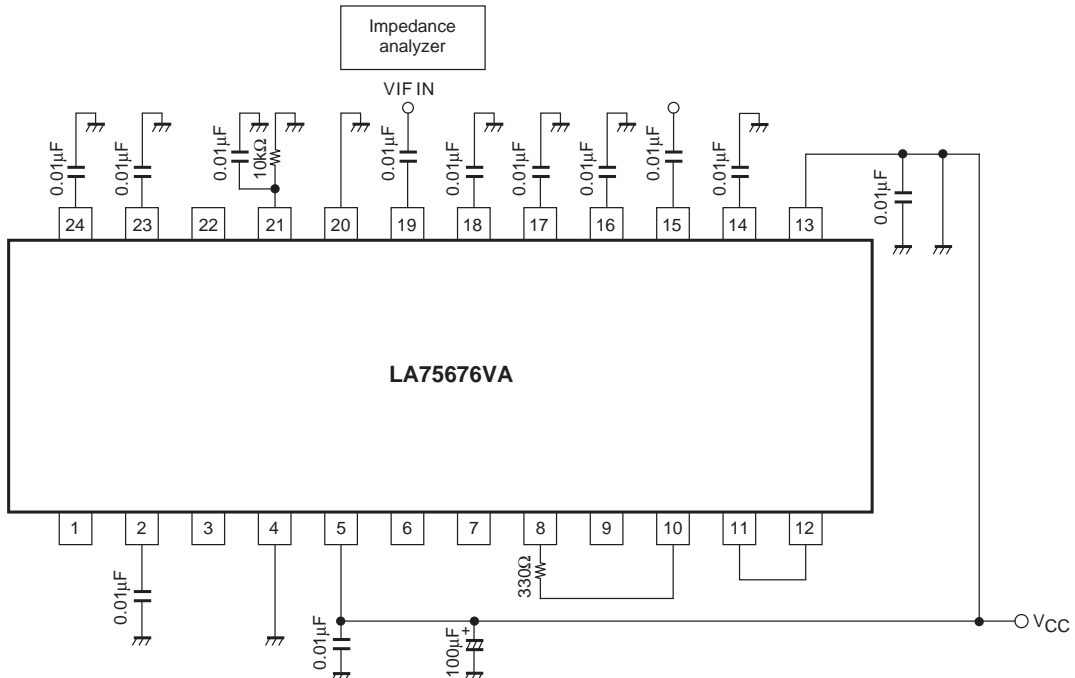 Impedance
analyzer
VIF IN
0.01µF
0.01µF
0.01µF
10kΩ
0.01µF
0.01µF
0.01µF
0.01µF
0.01µF
0.01µF
0.01µF
24 23 22 21 20 19 18 17 16 15 14 13
LA75676VA
1 2 3 4 5 6 7 8 9 10 11 12
0.01µF
330Ω
0.01µF
100µF
+
VCC